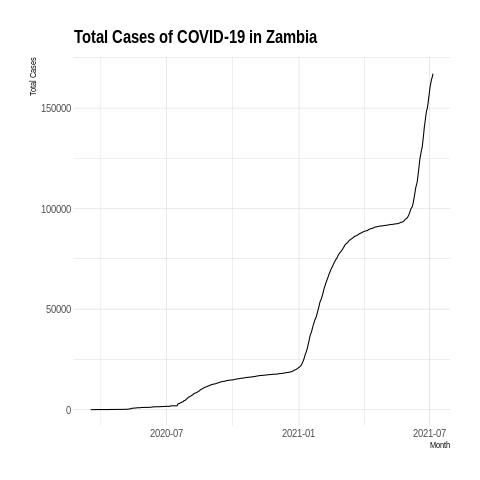 Total Cases of COVID-19 in Zambia
Total Cases
150000
100000
50000
0
2020-07
2021-01
2021-07
Month